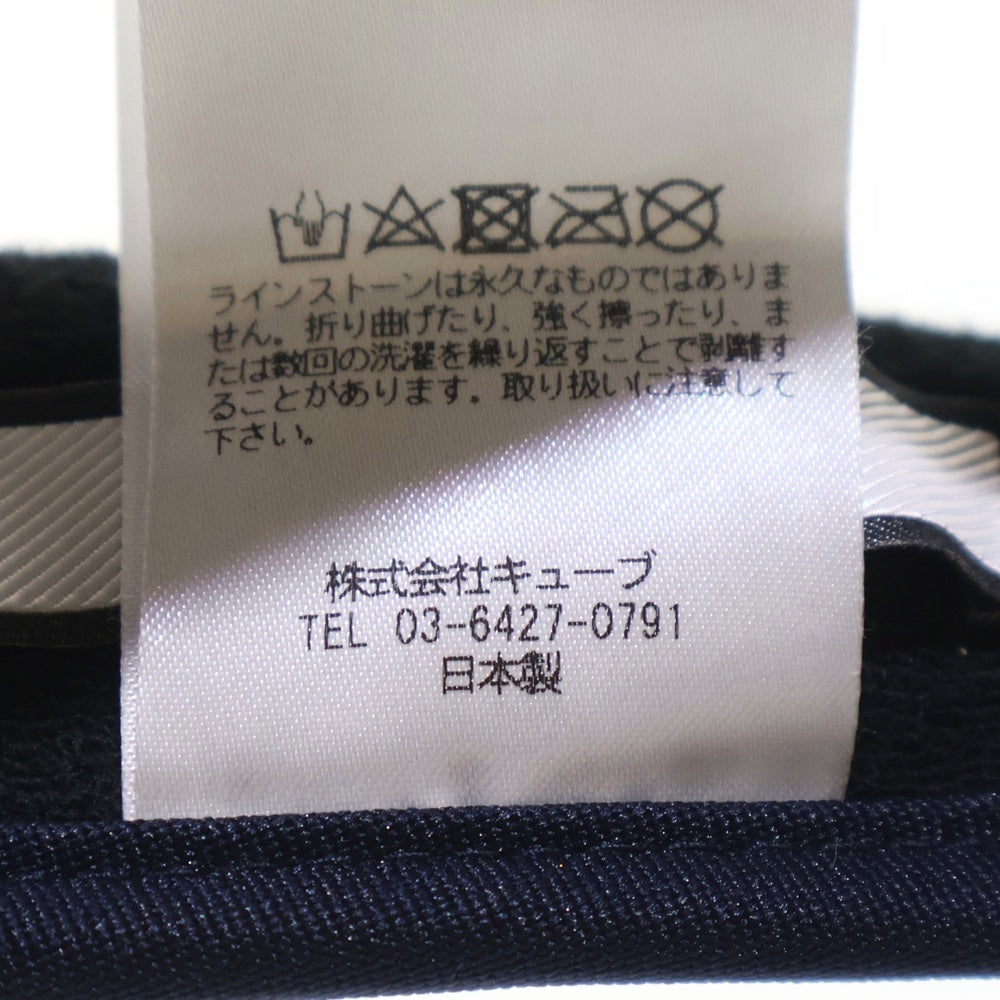 ラインストーンは永久なものではありま
せん。折り曲げたり、強く擦ったり、ま
たは数回の洗濯を繰り返すことで剥離す
ることがあります。取り扱いに注意して
下さい。
株式会社キューブ
TEL 03-6427-0791
日本製